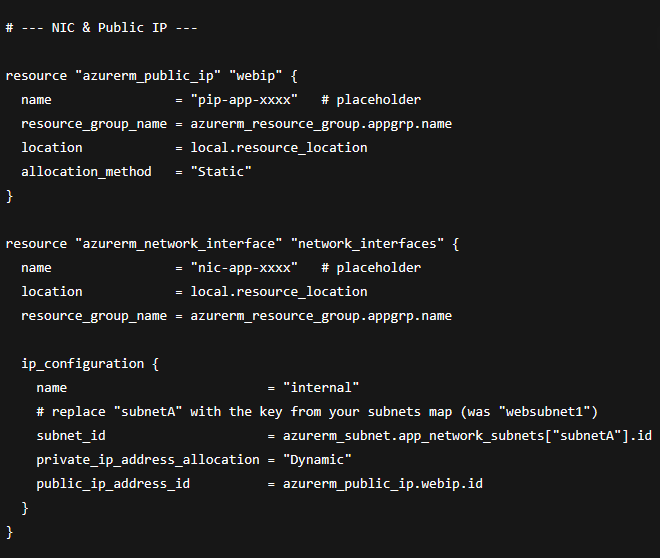 # --- NIC & Public IP ---
resource "azurerm_public_ip" "webip" {
  name                = "pip-app-xxxx"   # placeholder
  resource_group_name = azurerm_resource_group.appgrp.name
  location            = local.resource_location
  allocation_method   = "Static"
}
resource "azurerm_network_interface" "network_interfaces" {
  name                = "nic-app-xxxx"   # placeholder
  location            = local.resource_location
  resource_group_name = azurerm_resource_group.appgrp.name
  ip_configuration {
    name                          = "internal"
    # replace "subnetA" with the key from your subnets map (was "websubnet1")
    subnet_id                     = azurerm_subnet.app_network_subnets["subnetA"].id
    private_ip_address_allocation = "Dynamic"
    public_ip_address_id          = azurerm_public_ip.webip.id
  }
}